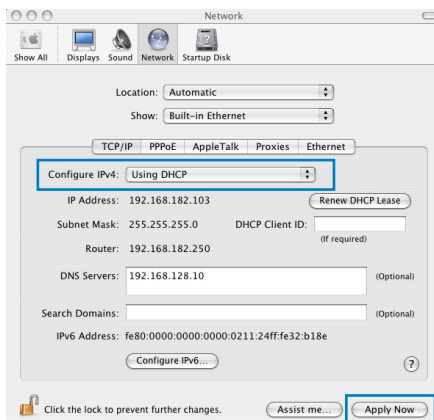 Network
Show All Displays Sound Network Startup Disk
Location: Automatic
Show: Built-in Ethernet
TCP/IP PPPoE AppleTalk Proxies Ethernet
Configure IPv4: Using DHCP
IP Address: 192.168.182.103 Renew DHCP Lease
Subnet Mask: 255.255.255.0 DHCP Client ID:
(If required)
Router: 192.168.182.250
DNS Servers: 192.168.128.10 (Optional)
Search Domains: (Optional)
IPv6 Address: fe80:0000:0000:0000:0211:24ff:fe32:b18e
Configure IPv6... ?
Click the lock to prevent further changes. Assist me... Apply Now